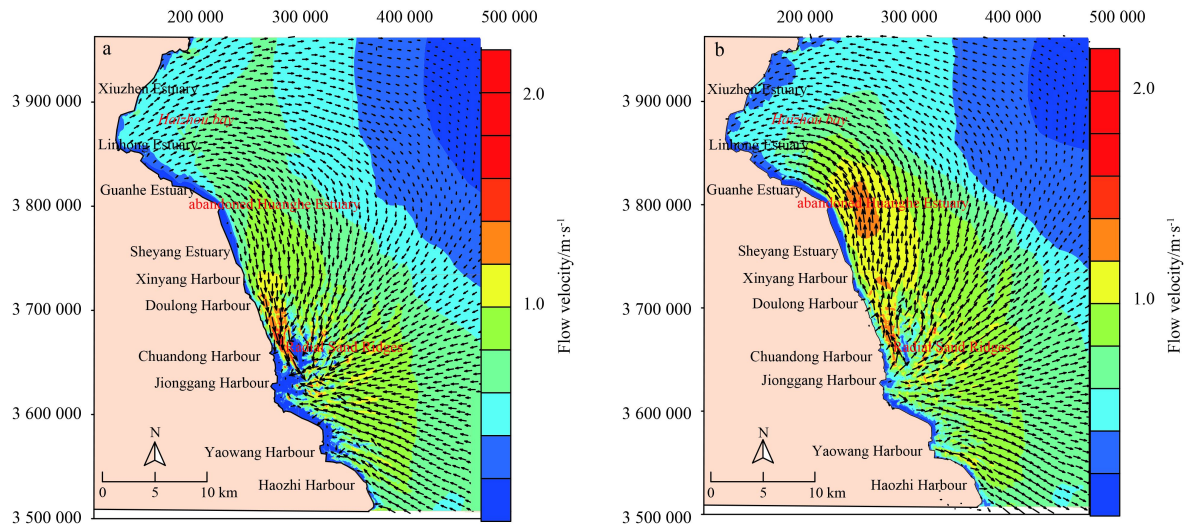 200 000 300 000 400 000 500 000
a
3 900 000
3 800 000
3 700 000
3 600 000
3 500 000
Xiuzhen Estuary
Haizhou bay
Linhong Estuary
Guanhe Estuary
abandoned Huanghe Estuary
Sheyang Estuary
Xinyang Harbour
Doulong Harbour
Radial Sand Ridges
Chuandong Harbour
Jionggang Harbour
Yaowang Harbour
Haozhi Harbour
N
0 5 10 km
2.0
1.0
Flow velocity/m·s⁻¹
200 000 300 000 400 000 500 000
b
3 900 000
3 800 000
3 700 000
3 600 000
3 500 000
Xiuzhen Estuary
Haizhou bay
Linhong Estuary
Guanhe Estuary
abandoned Huanghe Estuary
Sheyang Estuary
Xinyang Harbour
Doulong Harbour
Radial Sand Ridges
Chuandong Harbour
Jionggang Harbour
Yaowang Harbour
Haozhi Harbour
N
0 5 10 km
2.0
1.0
Flow velocity/m·s⁻¹